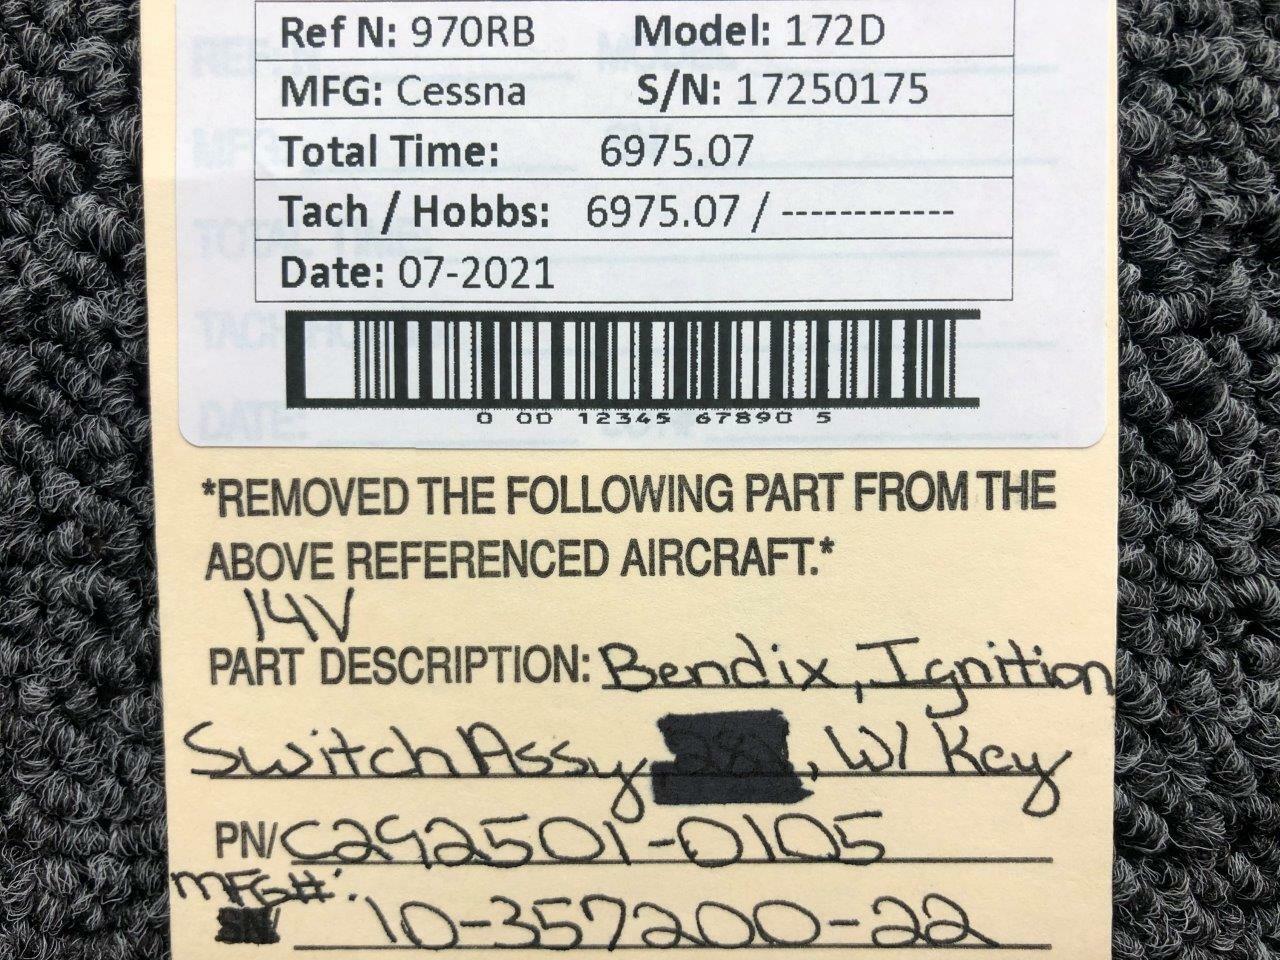 Ref N: 970RB Model: 172D
MFG: Cessna S/N: 17250175
Total Time: 6975.07
Tach / Hobbs: 6975.07 / ------------
Date: 07-2021
0 00 12345 67890 5
*REMOVED THE FOLLOWING PART FROM THE
ABOVE REFERENCED AIRCRAFT.*
14V
PART DESCRIPTION: Bendix, Ignition
Switch Assy , W/ Key
PN/ C292501-0105
MFG#:
10-357200-22